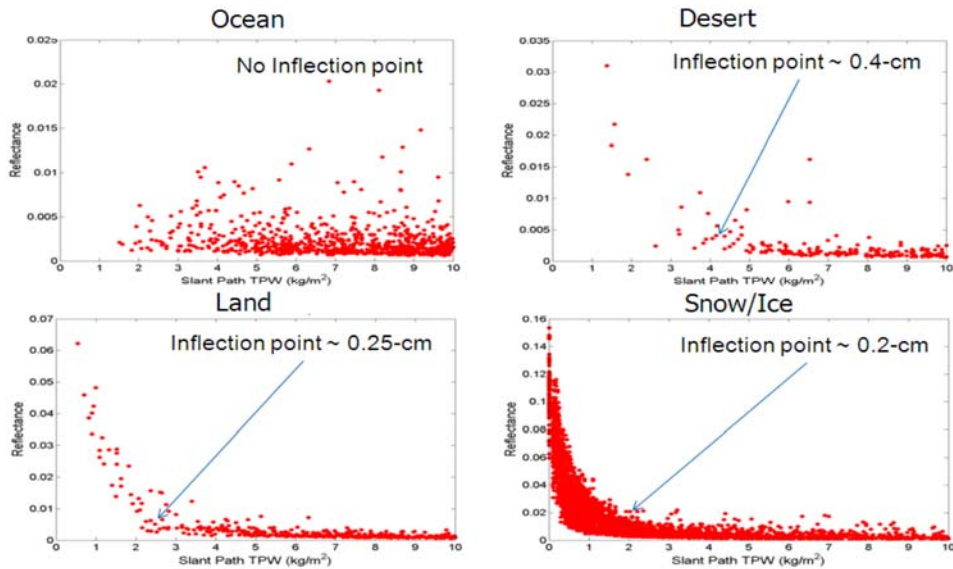 Ocean
0.025
0.02
0.015
0.01
0.005
0
Reflectance
No Inflection point
0 1 2 3 4 5 6 7 8 9 10
Slant Path TPW (kg/m²)
Desert
0.035
0.03
0.025
0.02
0.015
0.01
0.005
0
Reflectance
Inflection point ~ 0.4-cm
0 1 2 3 4 5 6 7 8 9 10
Slant Path TPW (kg/m²)
Land
0.07
0.06
0.05
0.04
0.03
0.02
0.01
0
Reflectance
Inflection point ~ 0.25-cm
0 1 2 3 4 5 6 7 8 9 10
Slant Path TPW (kg/m²)
Snow/Ice
0.16
0.14
0.12
0.10
0.08
0.06
0.04
0.02
0
Reflectance
Inflection point ~ 0.2-cm
0 1 2 3 4 5 6 7 8 9 10
Slant Path TPW (kg/m²)